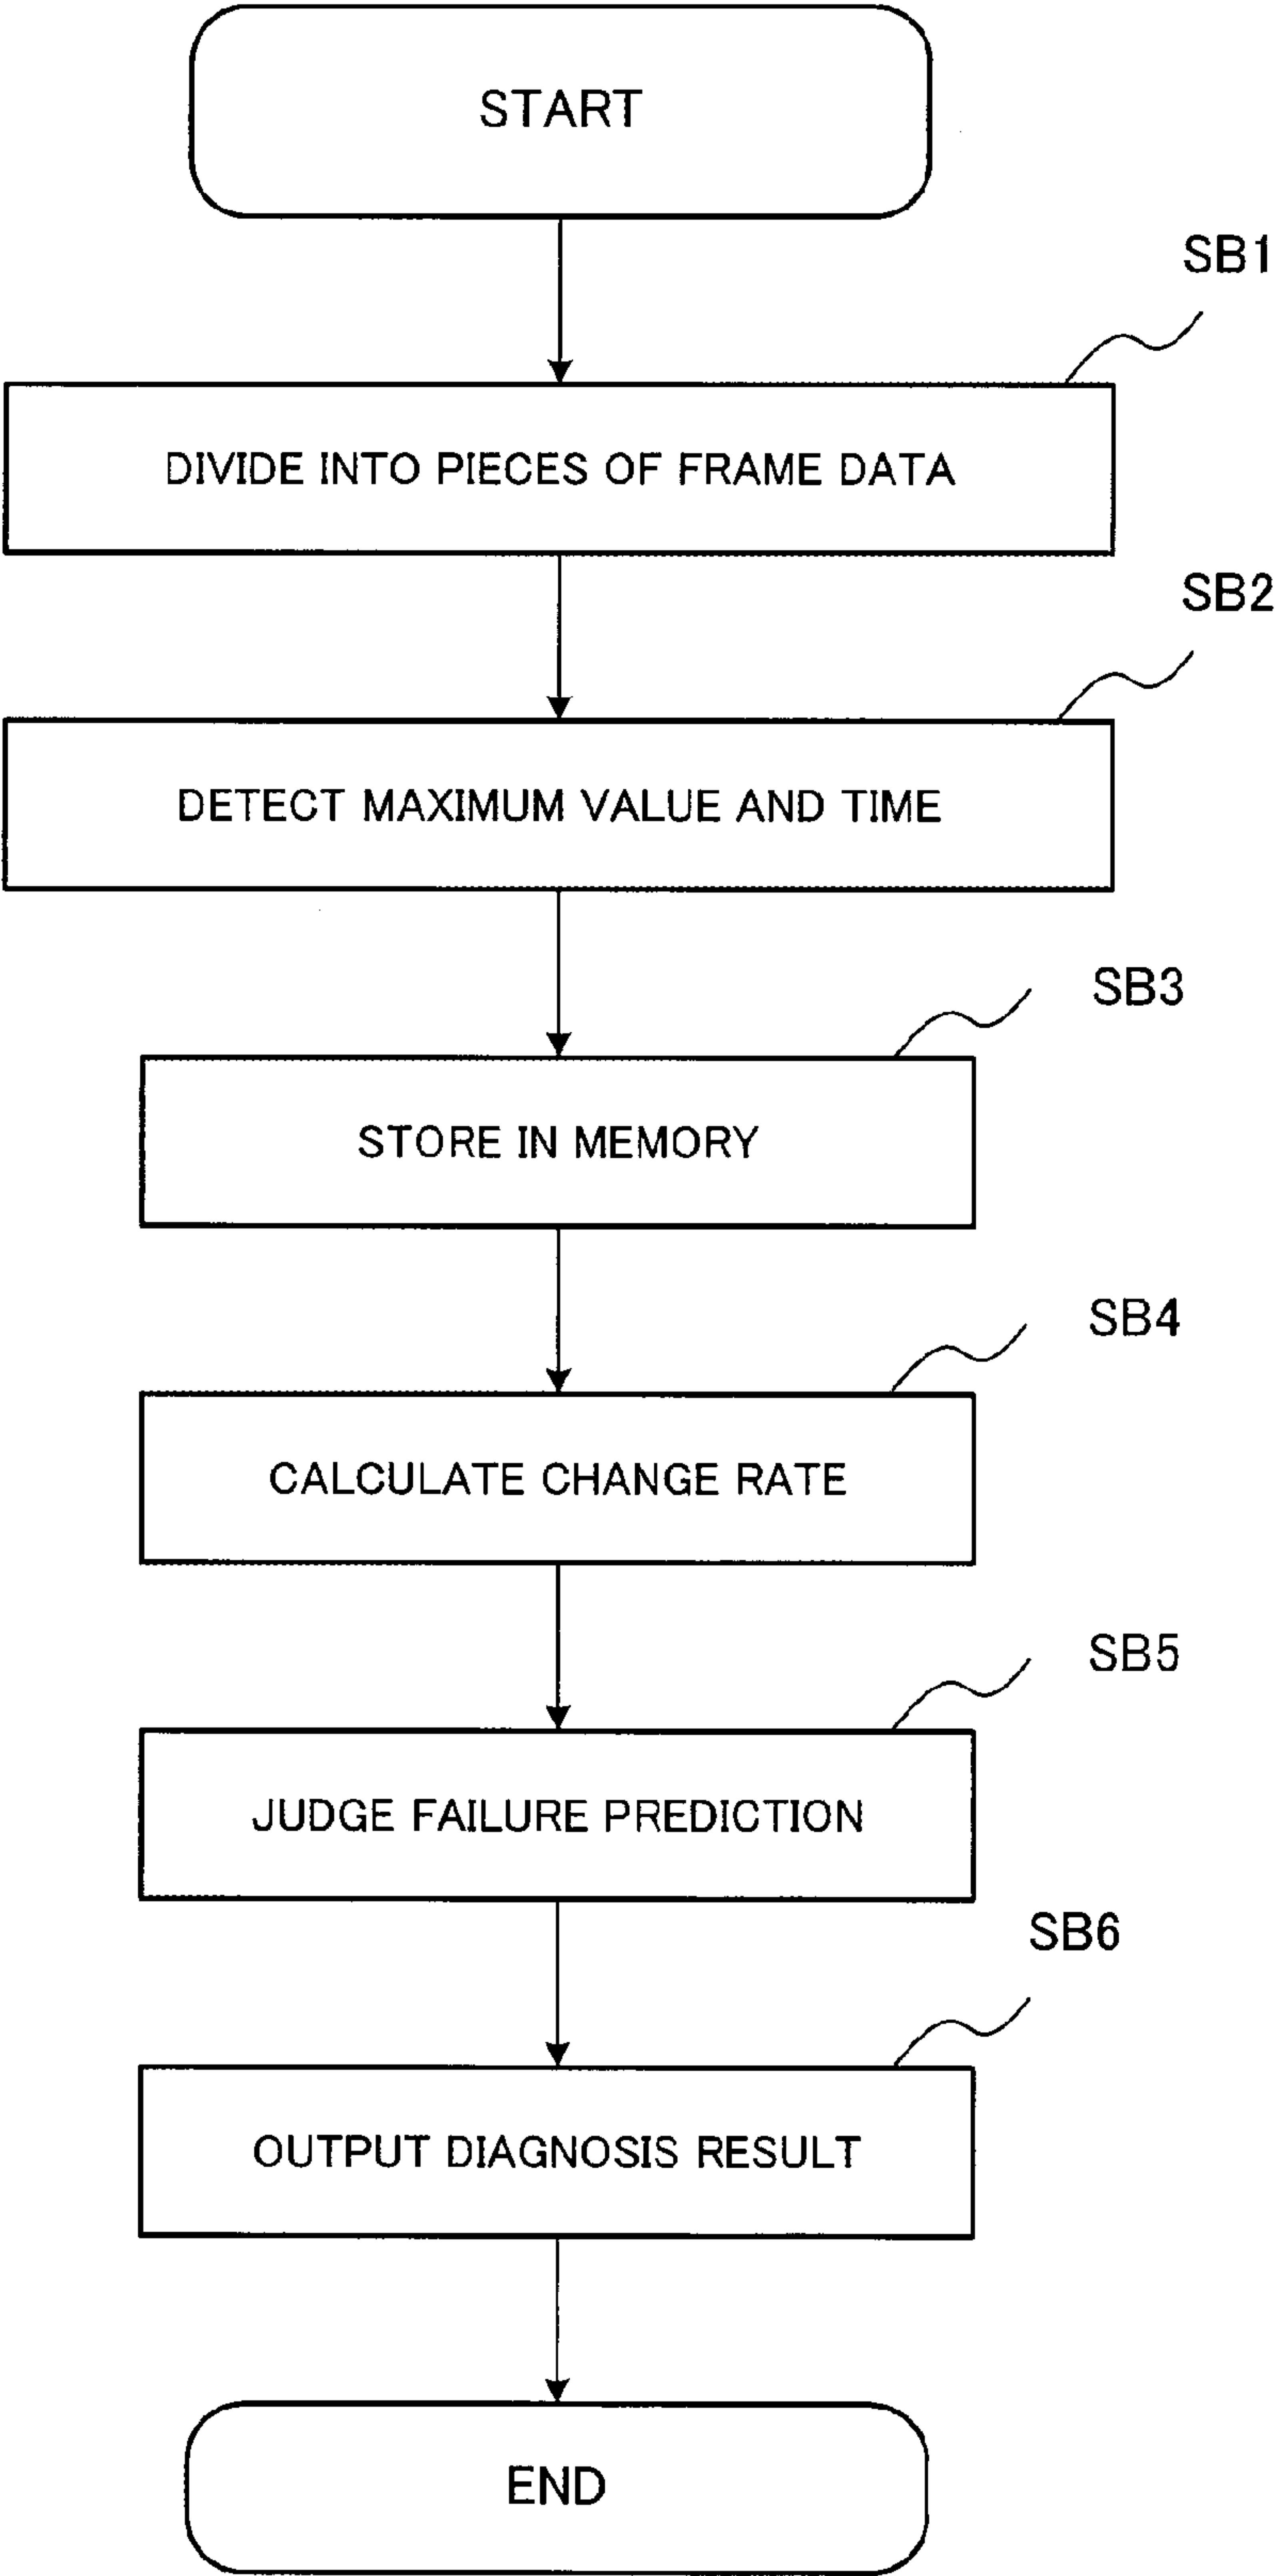 START
SB1
DIVIDE INTO PIECES OF FRAME DATA
SB2
DETECT MAXIMUM VALUE AND TIME
SB3
STORE IN MEMORY
SB4
CALCULATE CHANGE RATE
SB5
JUDGE FAILURE PREDICTION
SB6
OUTPUT DIAGNOSIS RESULT
END